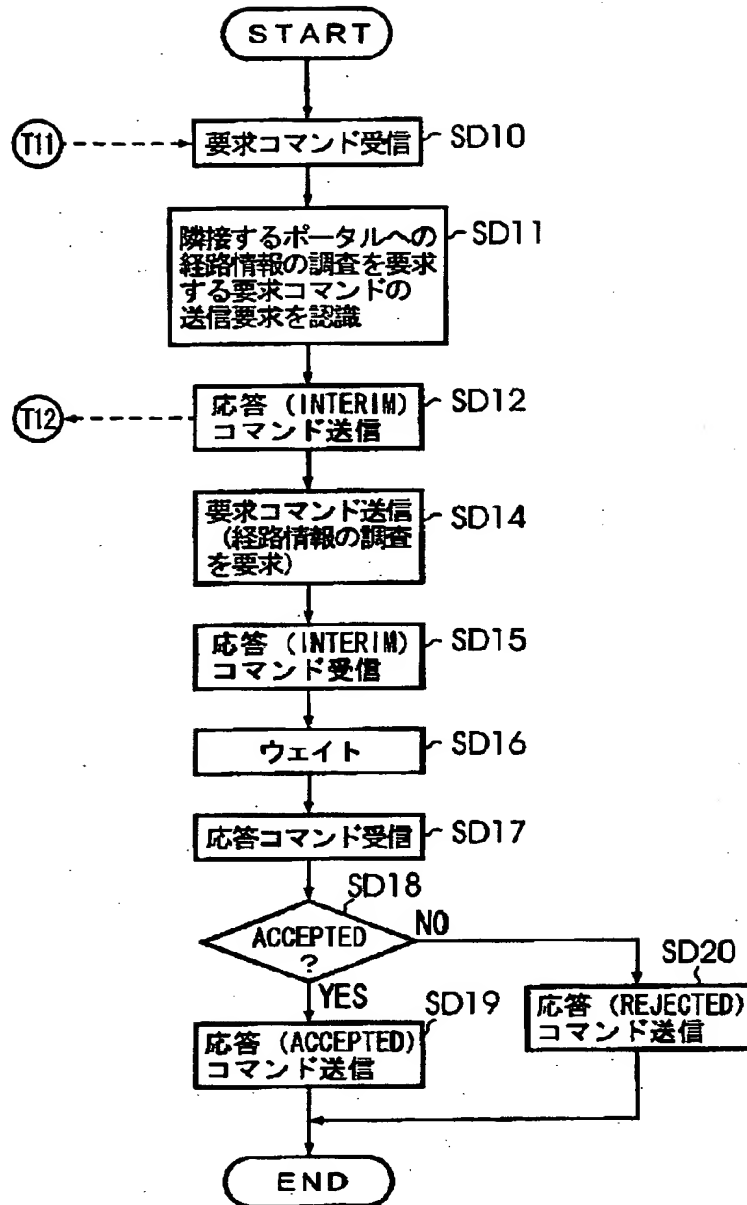 START
T11
要求コマンド受信
SD10
隣接するポータルへの
経路情報の調査を要求
する要求コマンドの
送信要求を認識
SD11
T12
応答 (INTERIM)
コマンド送信
SD12
要求コマンド送信
(経路情報の調査
を要求)
SD14
応答 (INTERIM)
コマンド受信
SD15
ウェイト
SD16
応答コマンド受信
SD17
SD18
ACCEPTED
?
NO
YES
SD19
応答 (ACCEPTED)
コマンド送信
SD20
応答 (REJECTED)
コマンド送信
END